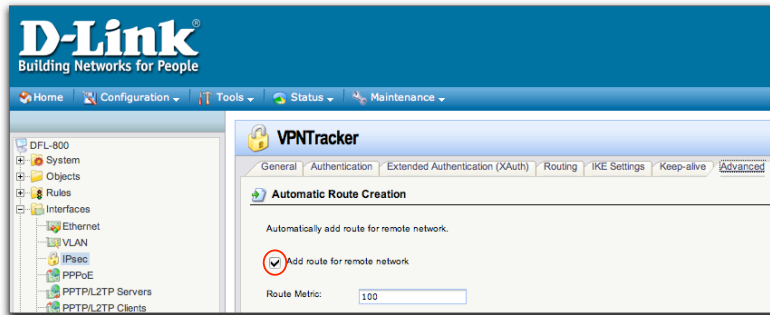 D-Link®
Building Networks for People
Home Configuration Tools Status Maintenance
DFL-800
System
Objects
Rules
Interfaces
Ethernet
VLAN
IPsec
PPPoE
PPTP/L2TP Servers
PPTP/L2TP Clients
VPNTracker
General Authentication Extended Authentication (XAuth) Routing IKE Settings Keep-alive Advanced
Automatic Route Creation
Automatically add route for remote network.
Add route for remote network
Route Metric: 100